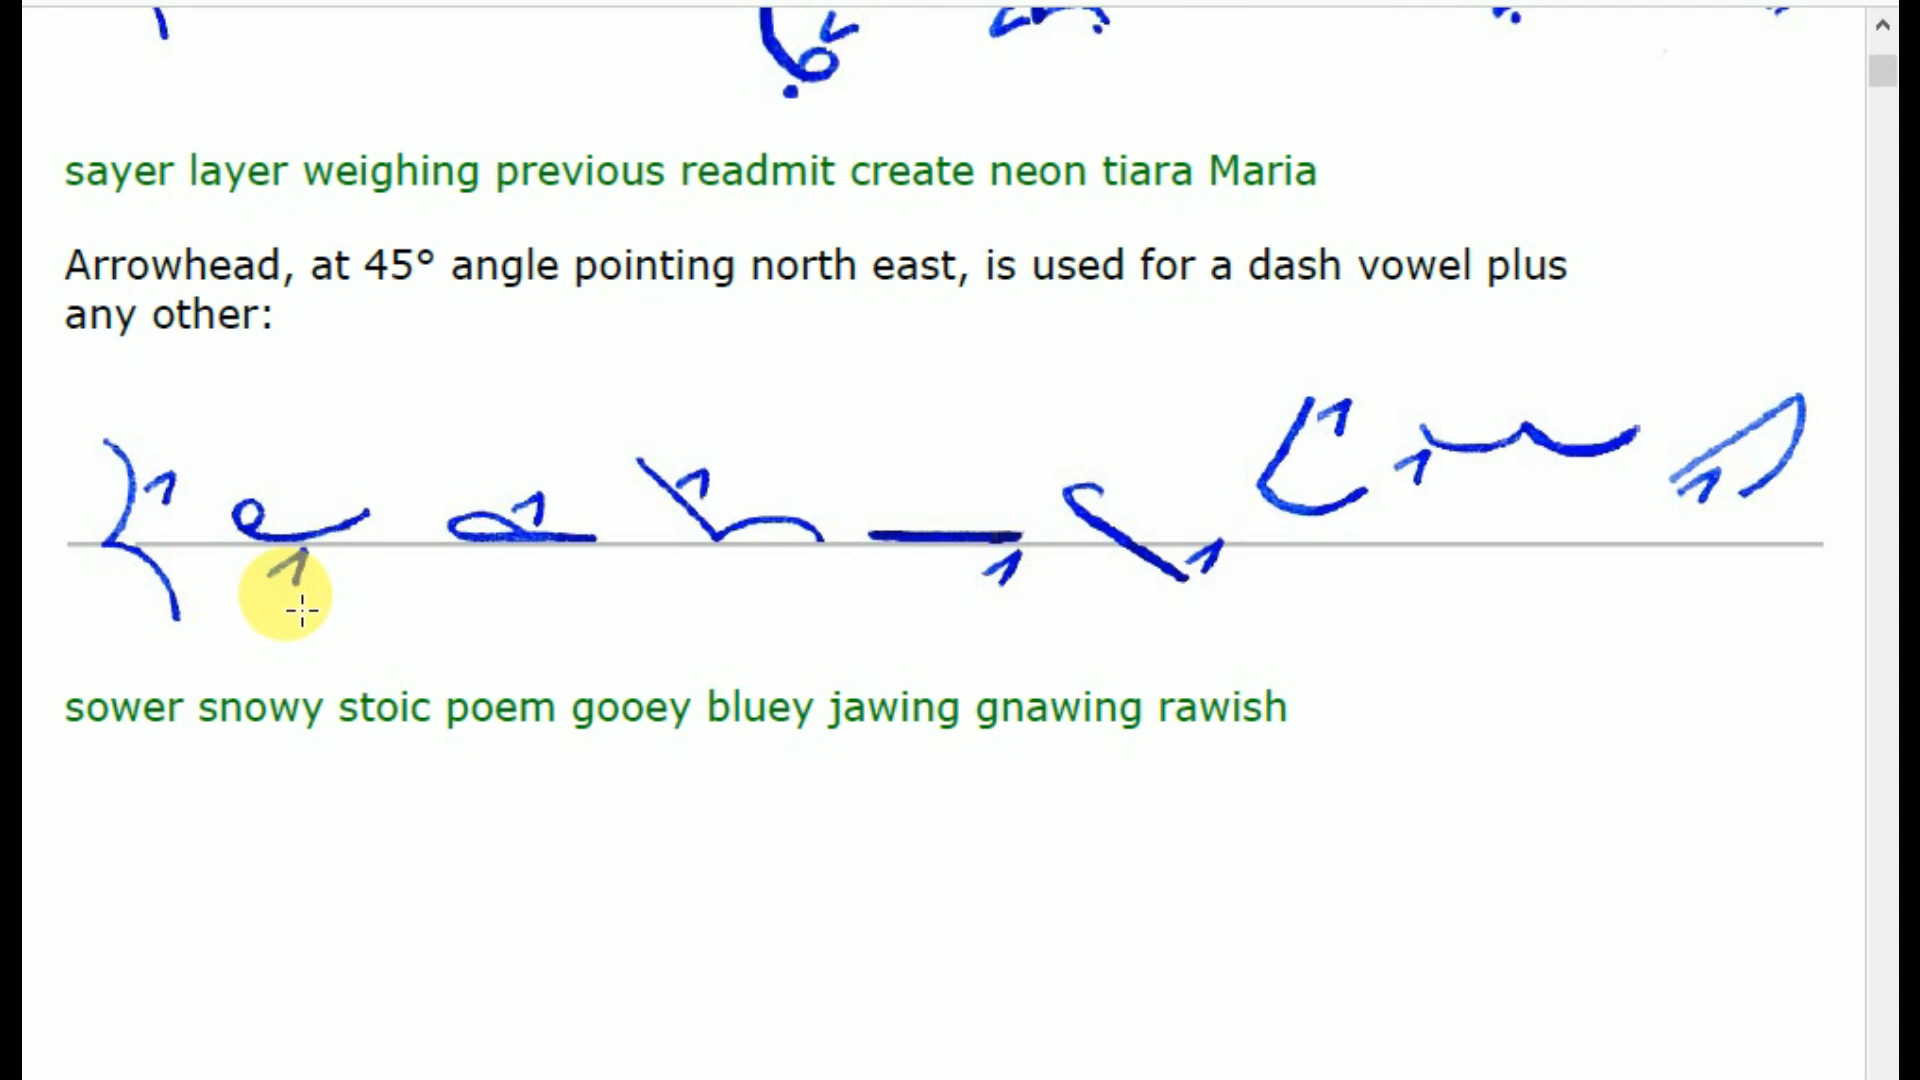 sayer layer weighing previous readmit create neon tiara Maria
Arrowhead, at 45° angle pointing north east, is used for a dash vowel plus
any other:
sower snowy stoic poem gooey bluey jawing gnawing rawish